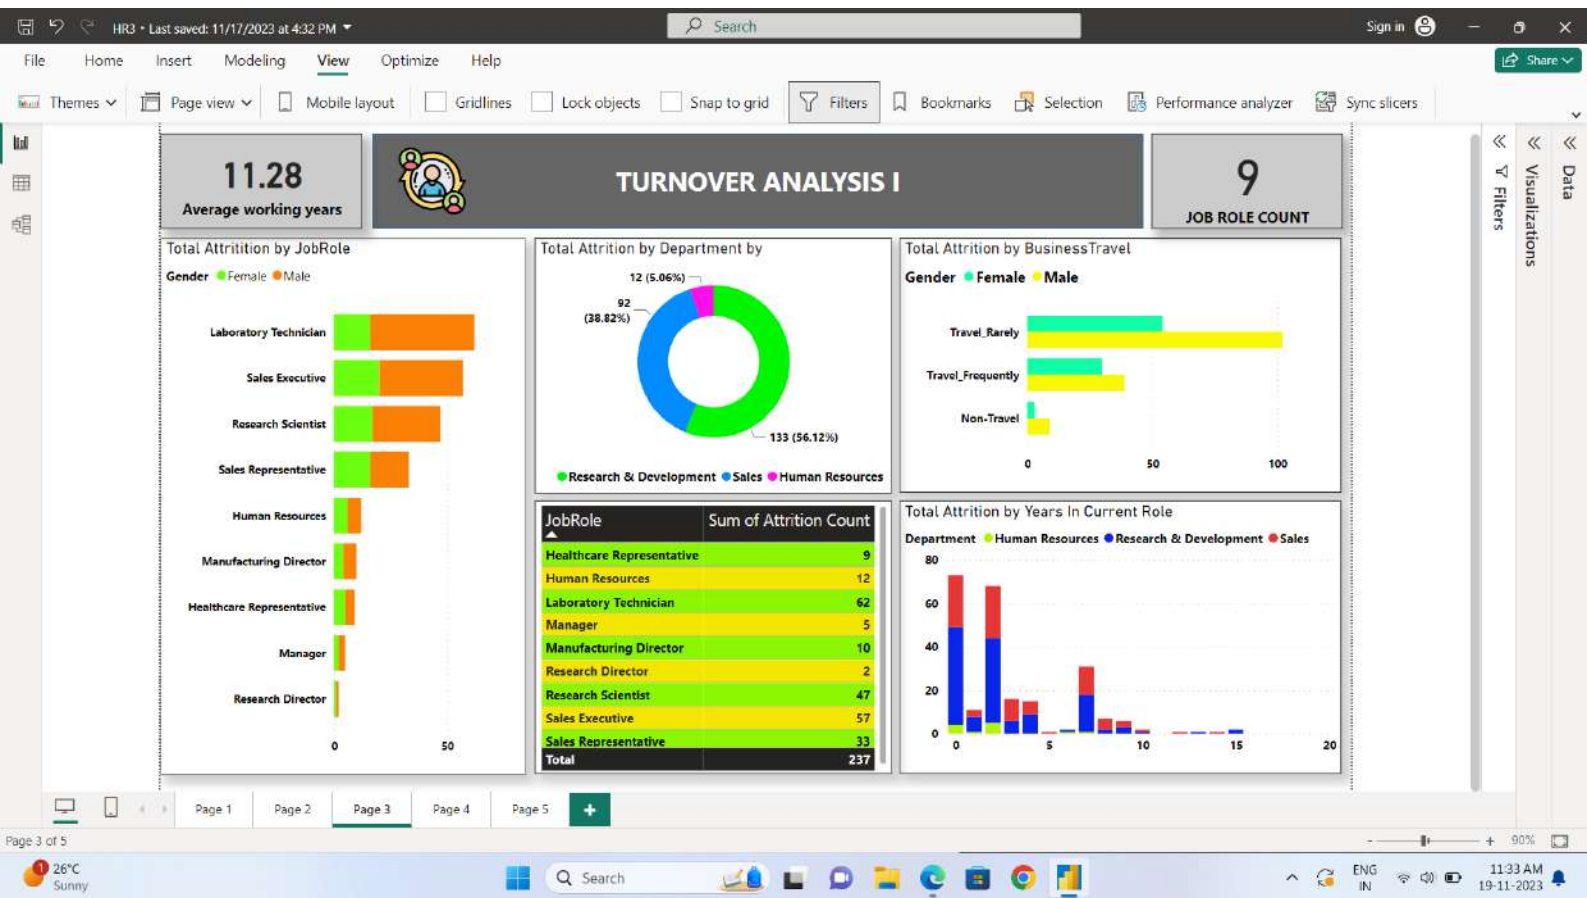 HR3 • Last saved: 11/17/2023 at 4:32 PM
Search
Sign in
File Home Insert Modeling View Optimize Help
Share
Themes Page view Mobile layout Gridlines Lock objects Snap to grid Filters Bookmarks Selection Performance analyzer Sync slicers
11.28
Average working years
TURNOVER ANALYSIS I
9
JOB ROLE COUNT
Filters
Visualizations
Data
Total Attritition by JobRole
Gender Female Male
Laboratory Technician
Sales Executive
Research Scientist
Sales Representative
Human Resources
Manufacturing Director
Healthcare Representative
Manager
Research Director
0 50
Total Attrition by Department by
12 (5.06%)
92
(38.82%)
133 (56.12%)
Research & Development Sales Human Resources
Total Attrition by BusinessTravel
Gender Female Male
Travel_Rarely
Travel_Frequently
Non-Travel
0 50 100
JobRole Sum of Attrition Count
Healthcare Representative 9
Human Resources 12
Laboratory Technician 62
Manager 5
Manufacturing Director 10
Research Director 2
Research Scientist 47
Sales Executive 57
Sales Representative 33
Total 237
Total Attrition by Years In Current Role
Department Human Resources Research & Development Sales
80
60
40
20
0
0 5 10 15 20
Page 1 Page 2 Page 3 Page 4 Page 5
Page 3 of 5
90%
1
26°C
Sunny
Search
ENG
IN
11:33 AM
19-11-2023